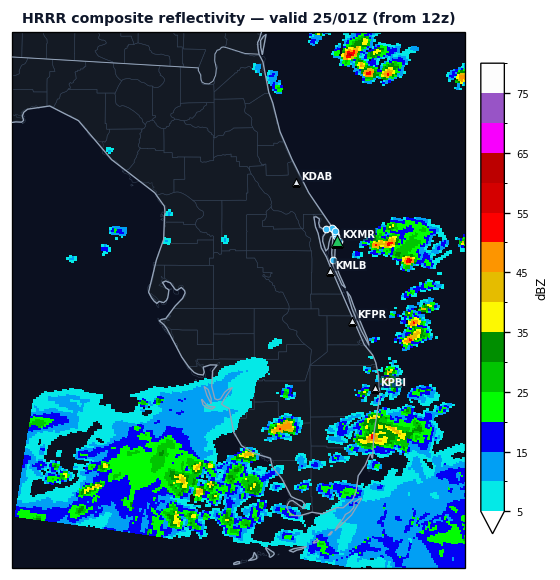 HRRR composite reflectivity — valid 25/01Z (from 12z)
KDAB
KXMR
KMLB
KFPR
KPBI
75
65
55
45
35
25
15
5
dBZ